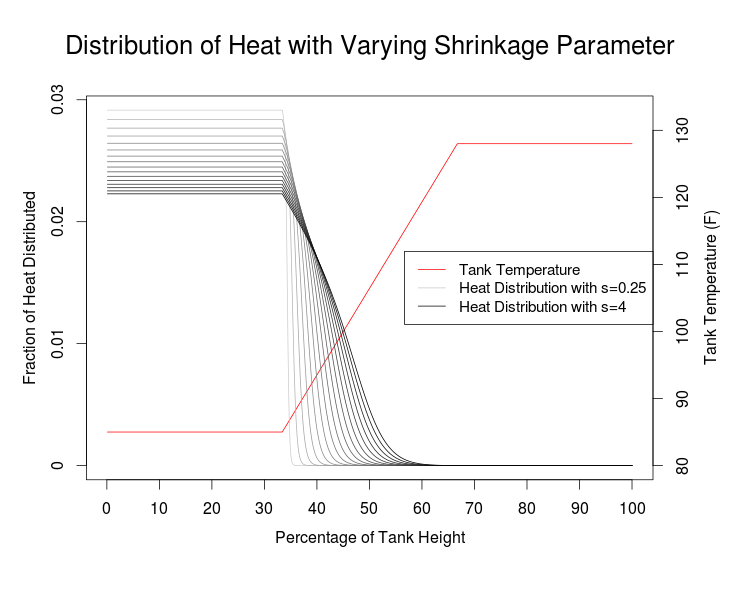 Distribution of Heat with Varying Shrinkage Parameter
0.03
0.02
0.01
0
Fraction of Heat Distributed
130
120
110
100
90
80
Tank Temperature (F)
Tank Temperature
Heat Distribution with s=0.25
Heat Distribution with s=4
0 10 20 30 40 50 60 70 80 90 100
Percentage of Tank Height